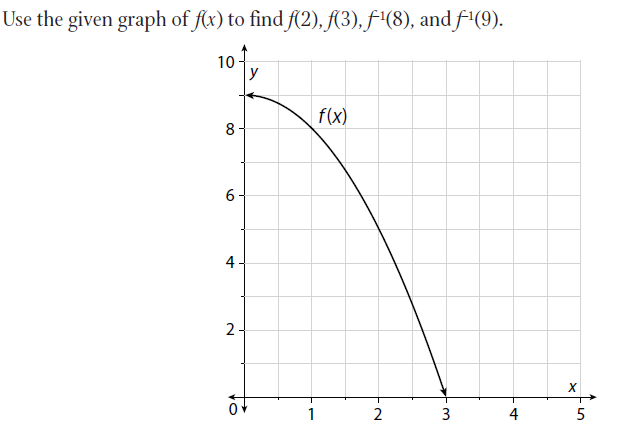 Use the given graph of f(x) to find f(2), f(3), f⁻¹(8), and f⁻¹(9).
10
y
f(x)
8
6
4
2
x
0
1 2 3 4 5